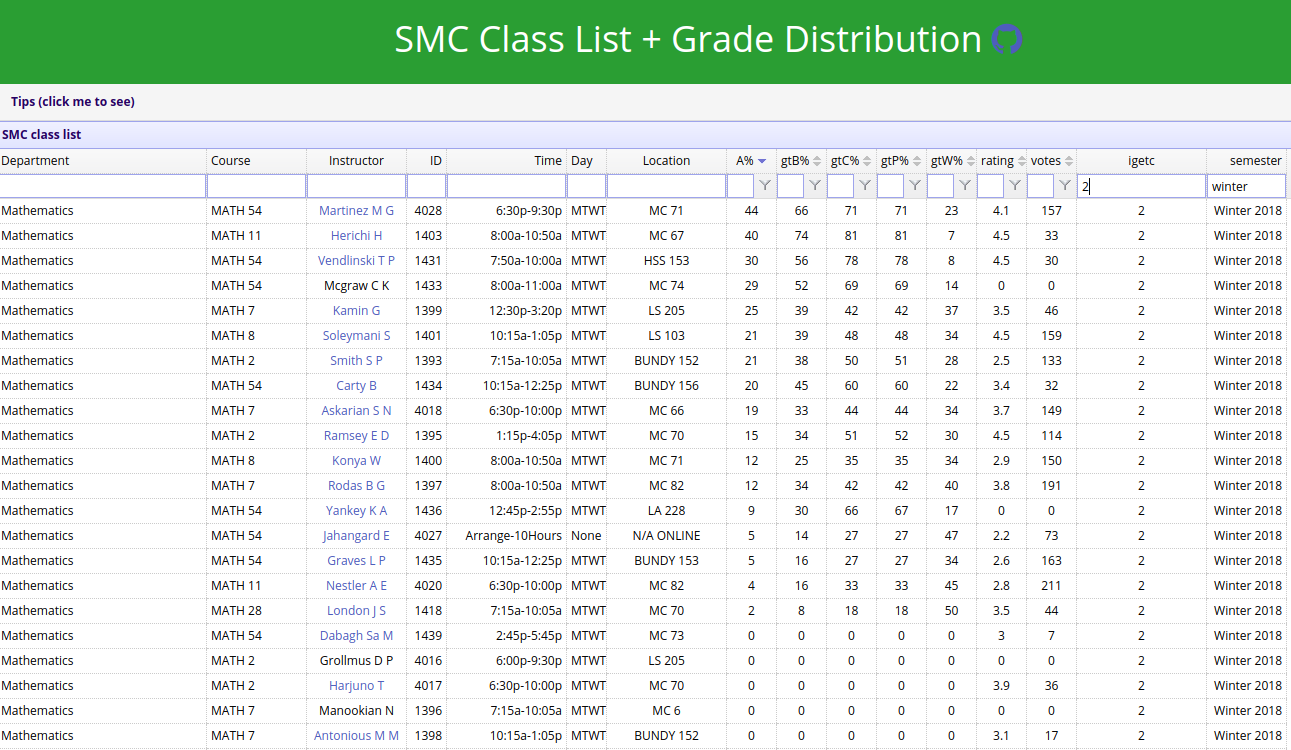 SMC Class List + Grade Distribution
Tips (click me to see)
SMC class list
Department Course Instructor ID Time Day Location A% gtB% gtC% gtP% gtW% rating votes igetc semester
2 winter
Mathematics MATH 54 Martinez M G 4028 6:30p-9:30p MTWT MC 71 44 66 71 71 23 4.1 157 2 Winter 2018
Mathematics MATH 11 Herichi H 1403 8:00a-10:50a MTWT MC 67 40 74 81 81 7 4.5 33 2 Winter 2018
Mathematics MATH 54 Vendlinski T P 1431 7:50a-10:00a MTWT HSS 153 30 56 78 78 8 4.5 30 2 Winter 2018
Mathematics MATH 54 Mcgraw C K 1433 8:00a-11:00a MTWT MC 74 29 52 69 69 14 0 0 2 Winter 2018
Mathematics MATH 7 Kamin G 1399 12:30p-3:20p MTWT LS 205 25 39 42 42 37 3.5 46 2 Winter 2018
Mathematics MATH 8 Soleymani S 1401 10:15a-1:05p MTWT LS 103 21 39 48 48 34 4.5 159 2 Winter 2018
Mathematics MATH 2 Smith S P 1393 7:15a-10:05a MTWT BUNDY 152 21 38 50 51 28 2.5 133 2 Winter 2018
Mathematics MATH 54 Carty B 1434 10:15a-12:25p MTWT BUNDY 156 20 45 60 60 22 3.4 32 2 Winter 2018
Mathematics MATH 7 Askarian S N 4018 6:30p-10:00p MTWT MC 66 19 33 44 44 34 3.7 149 2 Winter 2018
Mathematics MATH 2 Ramsey E D 1395 1:15p-4:05p MTWT MC 70 15 34 51 52 30 4.5 114 2 Winter 2018
Mathematics MATH 8 Konya W 1400 8:00a-10:50a MTWT MC 71 12 25 35 35 34 2.9 150 2 Winter 2018
Mathematics MATH 7 Rodas B G 1397 8:00a-10:50a MTWT MC 82 12 34 42 42 40 3.8 191 2 Winter 2018
Mathematics MATH 54 Yankey K A 1436 12:45p-2:55p MTWT LA 228 9 30 66 67 17 0 0 2 Winter 2018
Mathematics MATH 54 Jahangard E 4027 Arrange-10Hours None N/A ONLINE 5 14 27 27 47 2.2 73 2 Winter 2018
Mathematics MATH 54 Graves L P 1435 10:15a-12:25p MTWT BUNDY 153 5 16 27 27 34 2.6 163 2 Winter 2018
Mathematics MATH 11 Nestler A E 4020 6:30p-10:00p MTWT MC 82 4 16 33 33 45 2.8 211 2 Winter 2018
Mathematics MATH 28 London J S 1418 7:15a-10:05a MTWT MC 70 2 8 18 18 50 3.5 44 2 Winter 2018
Mathematics MATH 54 Dabagh Sa M 1439 2:45p-5:45p MTWT MC 73 0 0 0 0 0 3 7 2 Winter 2018
Mathematics MATH 2 Grollmus D P 4016 6:00p-9:30p MTWT LS 205 0 0 0 0 0 0 0 2 Winter 2018
Mathematics MATH 2 Harjuno T 4017 6:30p-10:00p MTWT MC 70 0 0 0 0 0 3.9 36 2 Winter 2018
Mathematics MATH 7 Manookian N 1396 7:15a-10:05a MTWT MC 6 0 0 0 0 0 0 0 2 Winter 2018
Mathematics MATH 7 Antonious M M 1398 10:15a-1:05p MTWT BUNDY 152 0 0 0 0 0 3.1 17 2 Winter 2018